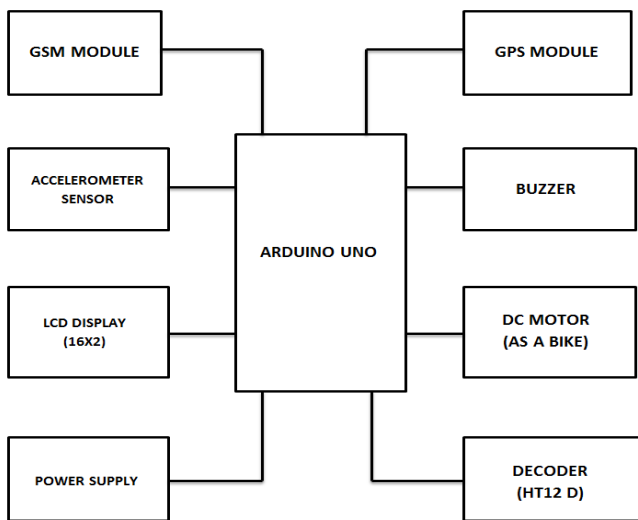 GSM MODULE
GPS MODULE
ACCELEROMETER
SENSOR
BUZZER
ARDUINO UNO
LCD DISPLAY
(16X2)
DC MOTOR
(AS A BIKE)
POWER SUPPLY
DECODER
(HT12 D)